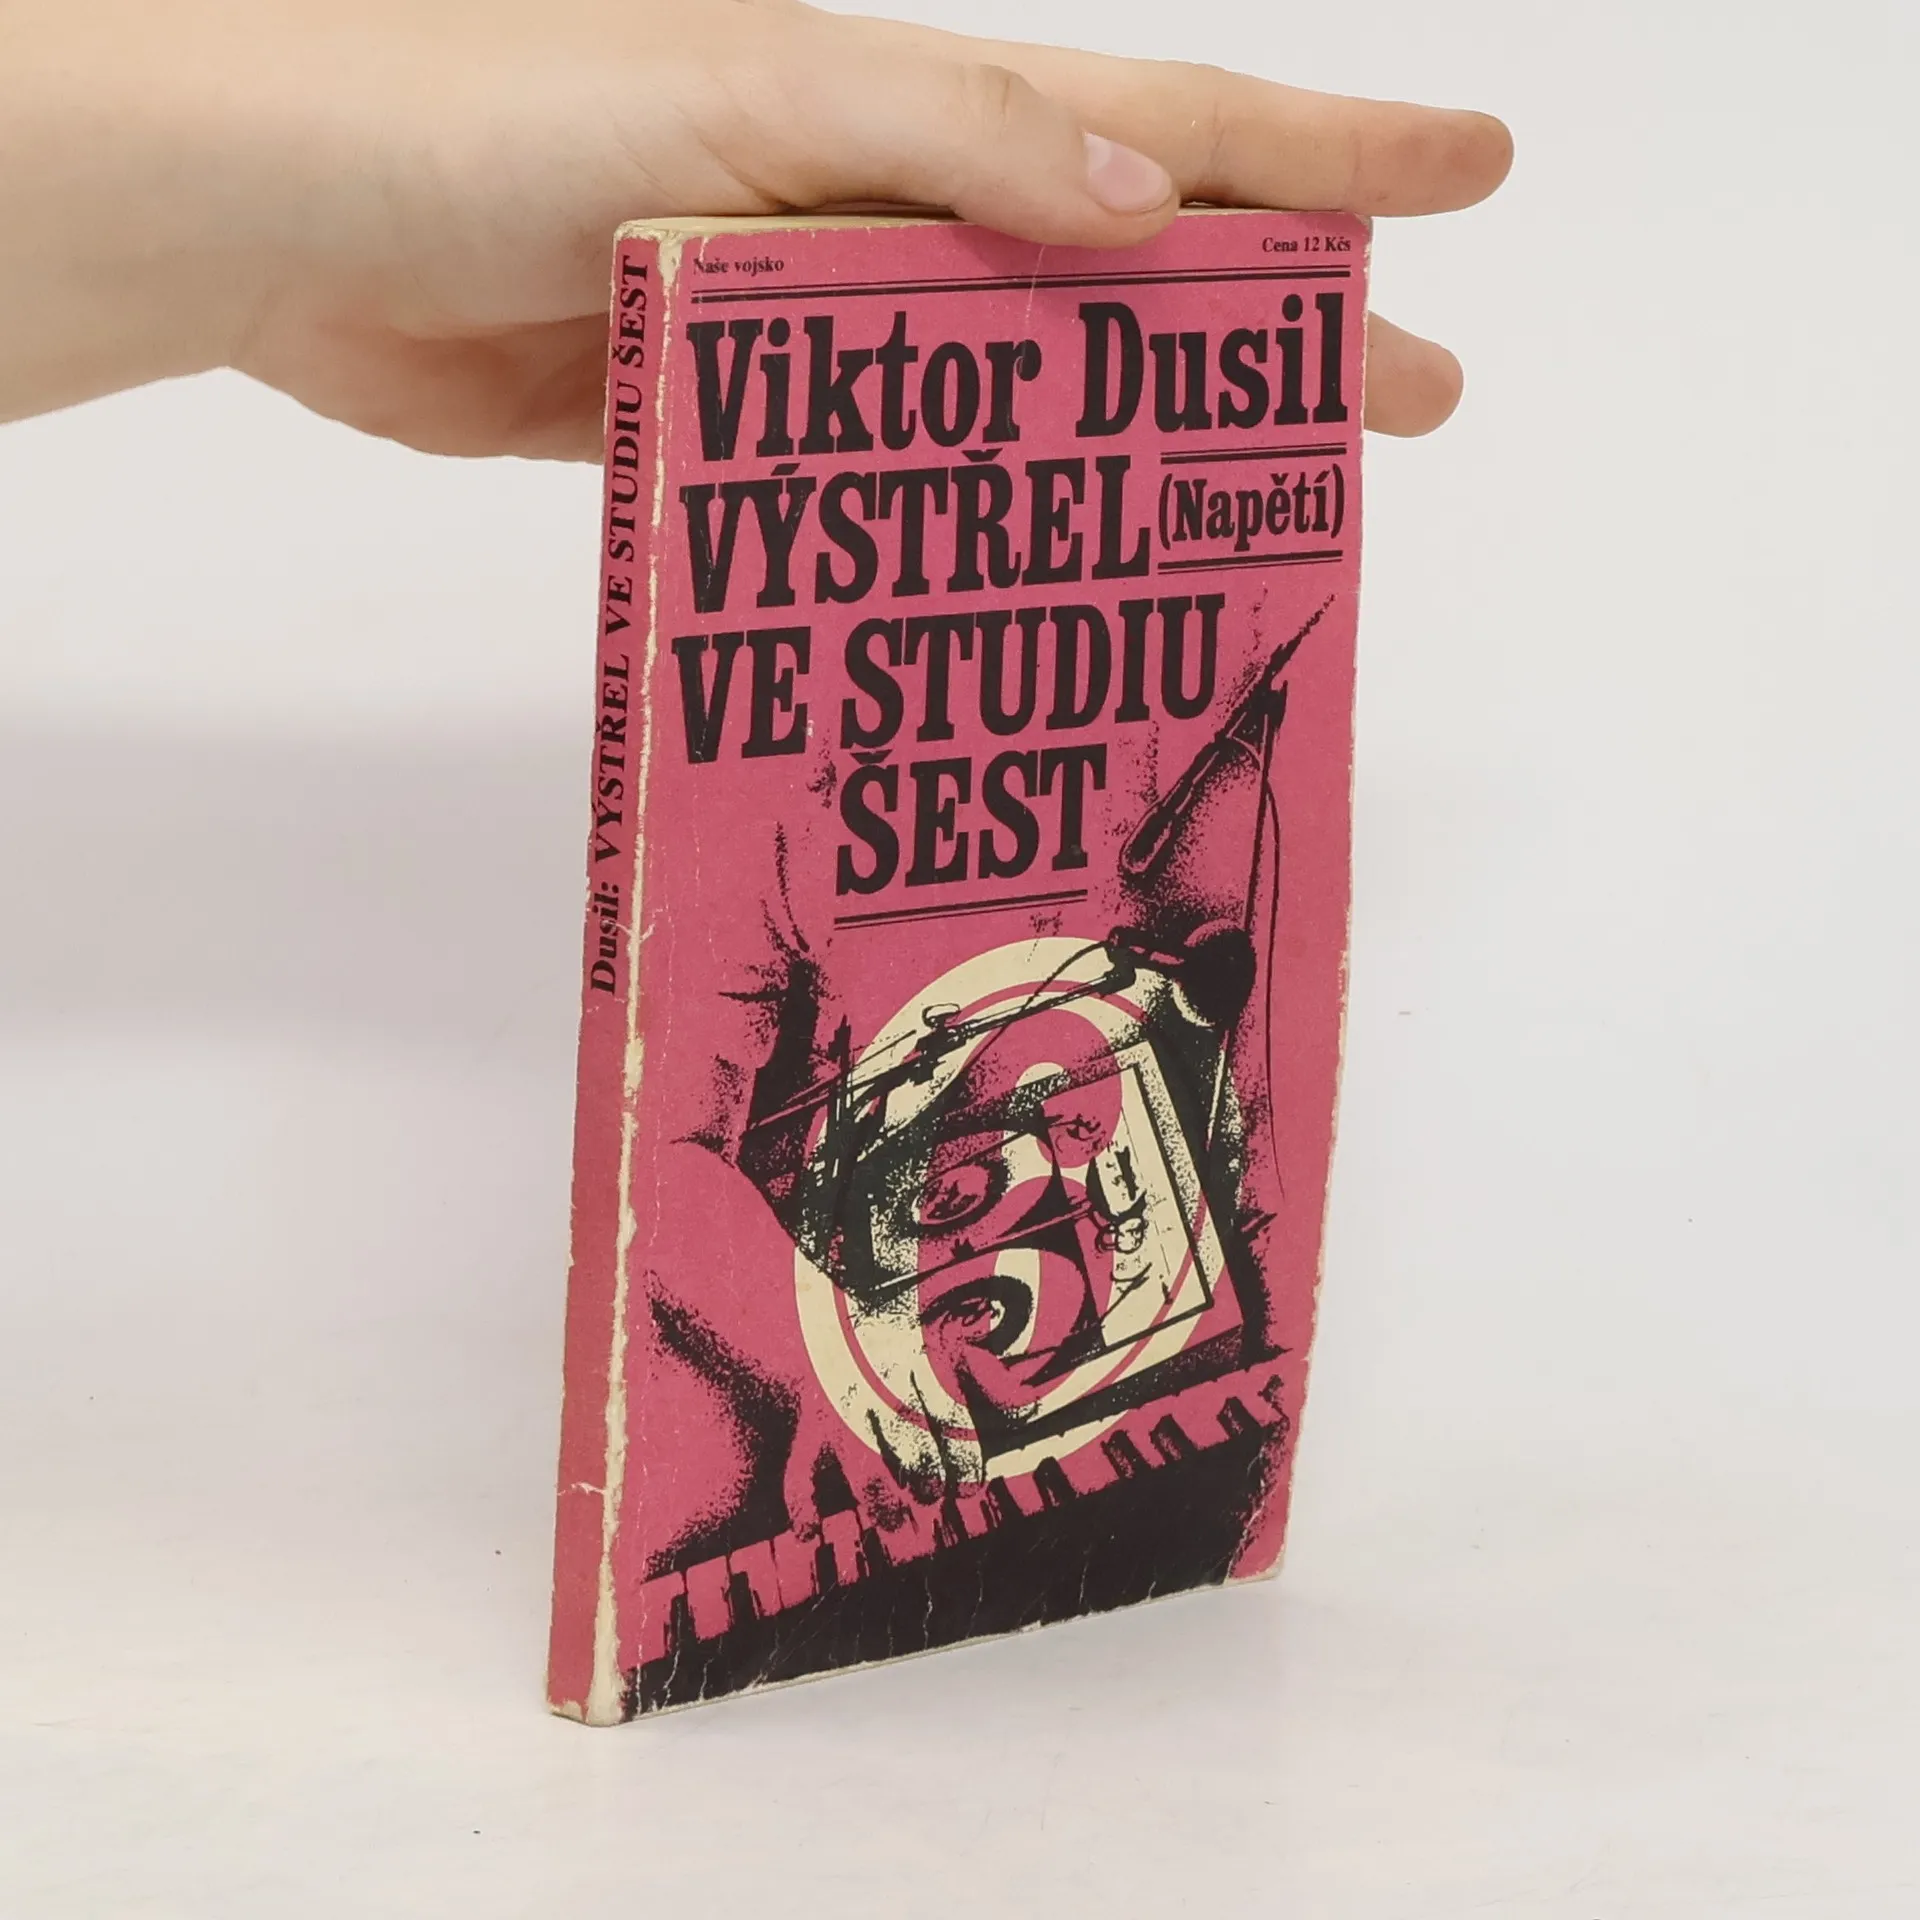 Naše vojsko
Cena 12 Kčs
Viktor Dusil
VÝSTŘEL
(Napětí)
VE STUDIU
ŠEST
Dusil: VÝSTŘEL VE STUDIU ŠEST